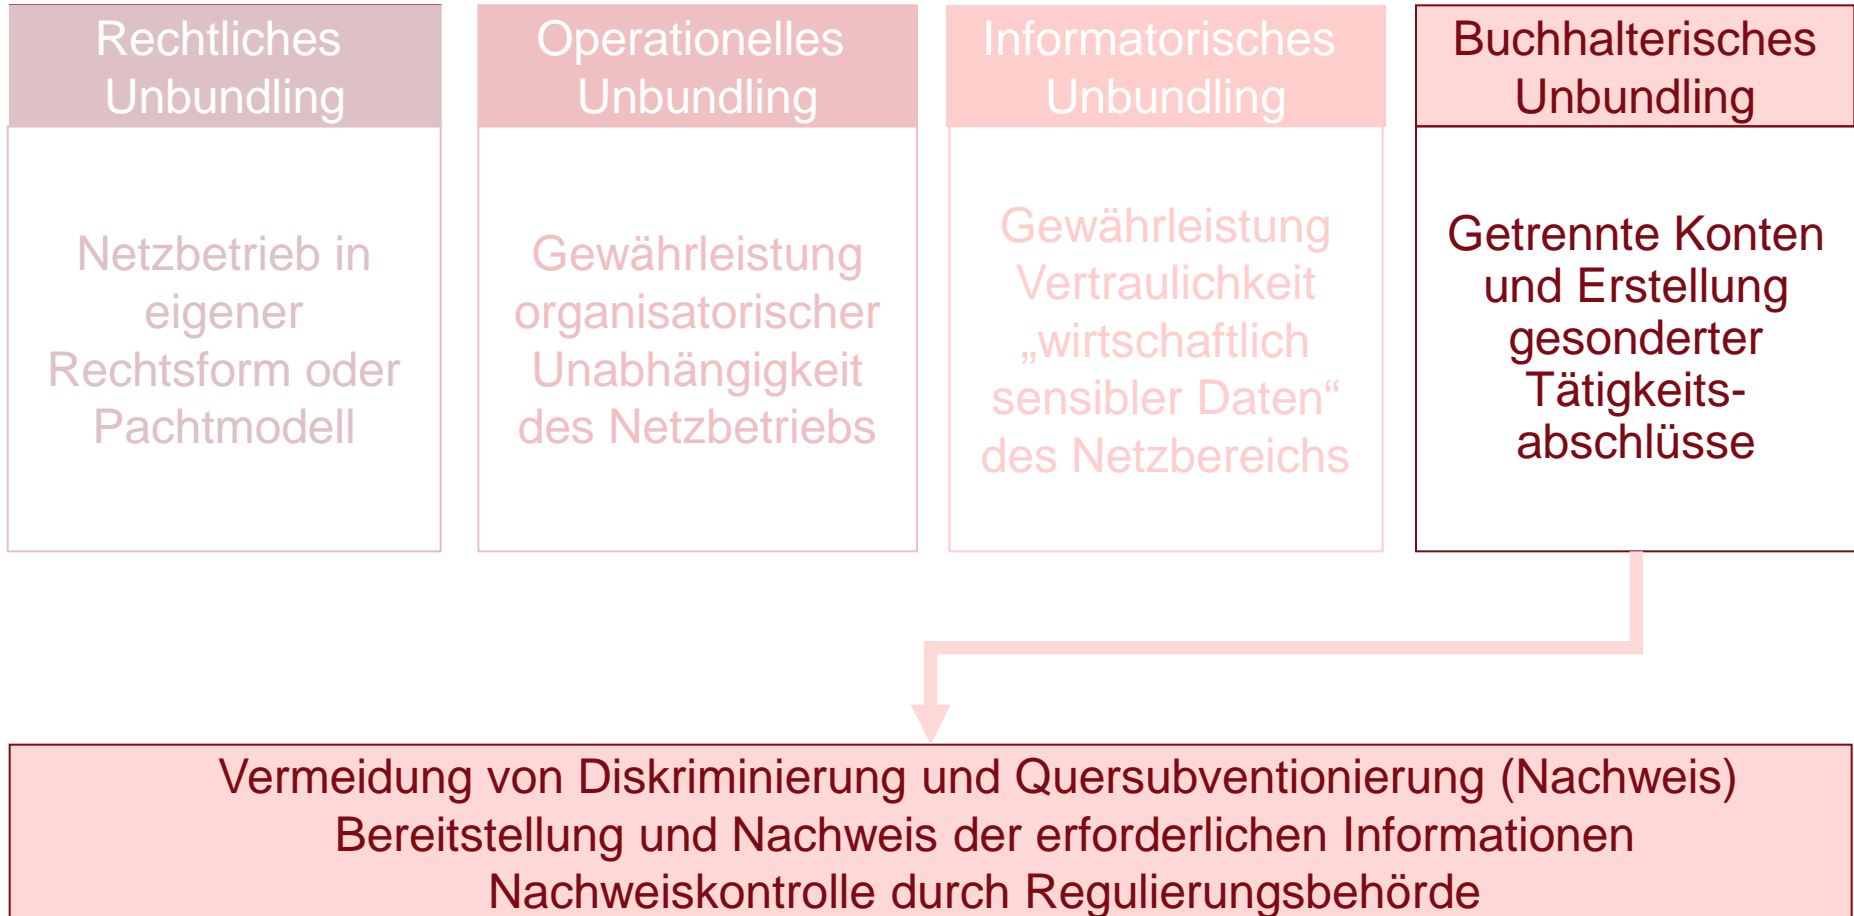 Rechtliches
Unbundling
Netzbetrieb in
eigener
Rechtsform oder
Pachtmodell
Operationelles
Unbundling
Gewährleistung
organisatorischer
Unabhängigkeit
des Netzbetriebs
Informatorisches
Unbundling
Gewährleistung
Vertraulichkeit
„wirtschaftlich
sensibler Daten“
des Netzbereichs
Buchhalterisches
Unbundling
Getrennte Konten
und Erstellung
gesonderter
Tätigkeits-
abschlüsse
Vermeidung von Diskriminierung und Quersubventionierung (Nachweis)
Bereitstellung und Nachweis der erforderlichen Informationen
Nachweiskontrolle durch Regulierungsbehörde